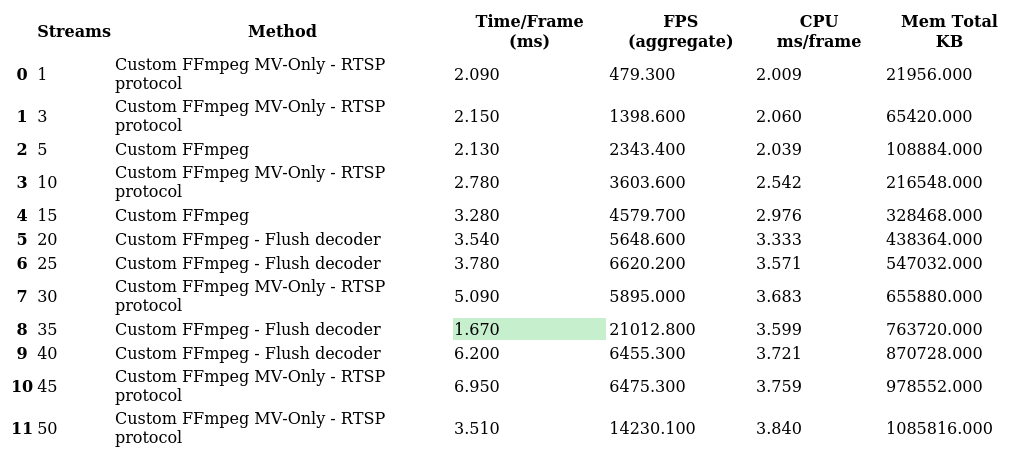 Streams Method Time/Frame (ms) FPS (aggregate) CPU ms/frame Mem Total KB
0 1 Custom FFmpeg MV-Only - RTSP protocol 2.090 479.300 2.009 21956.000
1 3 Custom FFmpeg MV-Only - RTSP protocol 2.150 1398.600 2.060 65420.000
2 5 Custom FFmpeg 2.130 2343.400 2.039 108884.000
3 10 Custom FFmpeg MV-Only - RTSP protocol 2.780 3603.600 2.542 216548.000
4 15 Custom FFmpeg 3.280 4579.700 2.976 328468.000
5 20 Custom FFmpeg - Flush decoder 3.540 5648.600 3.333 438364.000
6 25 Custom FFmpeg - Flush decoder 3.780 6620.200 3.571 547032.000
7 30 Custom FFmpeg MV-Only - RTSP protocol 5.090 5895.000 3.683 655880.000
8 35 Custom FFmpeg - Flush decoder 1.670 21012.800 3.599 763720.000
9 40 Custom FFmpeg - Flush decoder 6.200 6455.300 3.721 870728.000
10 45 Custom FFmpeg MV-Only - RTSP protocol 6.950 6475.300 3.759 978552.000
11 50 Custom FFmpeg MV-Only - RTSP protocol 3.510 14230.100 3.840 1085816.000